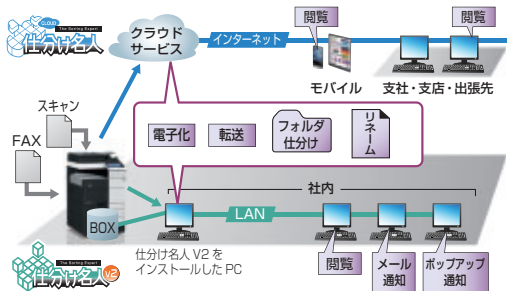 CLOUD
The Sorting Expert
仕分け名人
クラウド
サービス
インターネット
閲覧
閲覧
モバイル
支社・支店・出張先
スキャン
FAX
電子化
転送
フォルダ
仕分け
リネーム
社内
BOX
LAN
The Sorting Expert
仕分け名人 V2
仕分け名人 V2 を
インストールした PC
閲覧
メール
通知
ポップアップ
通知